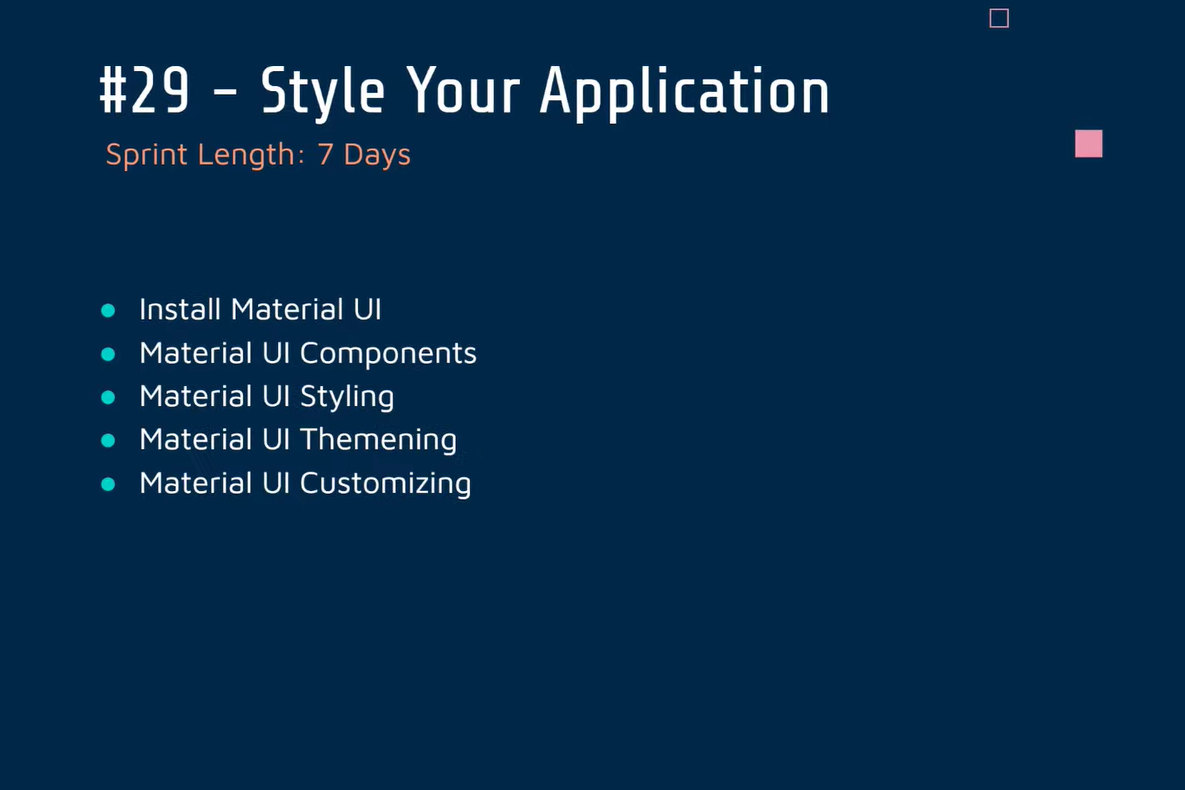 #29 – Style Your Application
Sprint Length: 7 Days
Install Material UI
Material UI Components
Material UI Styling
Material UI Themening
Material UI Customizing